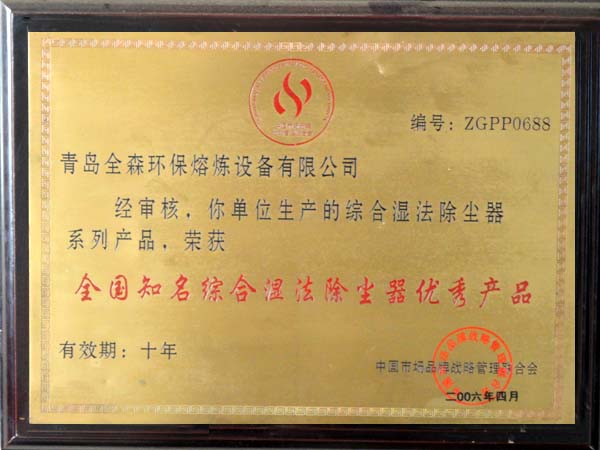 编号：ZGPP0688
青岛全森环保熔炼设备有限公司
经审核，你单位生产的综合湿法除尘器
系列产品，荣获
全国知名综合湿法除尘器优秀产品
有效期：十年
中国市场品牌战略管理联合会
二00六年四月